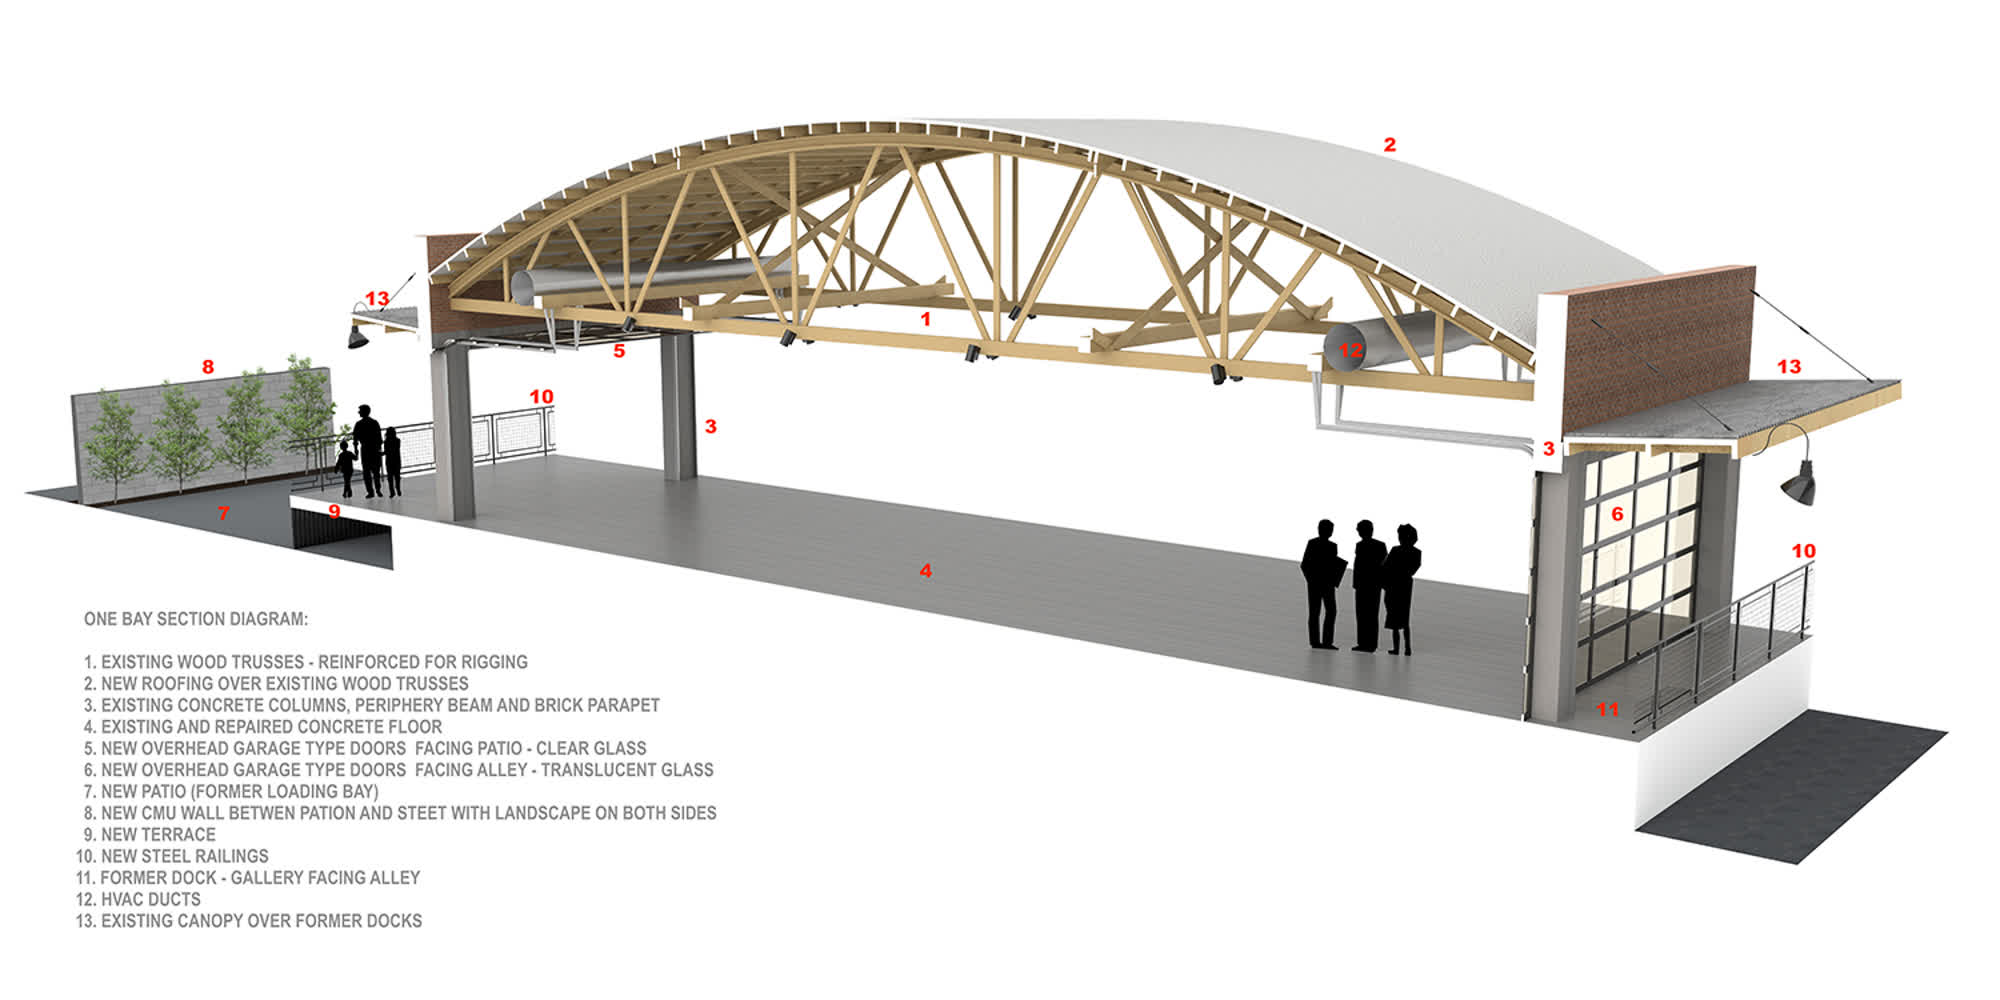 2
13
1
5
12
13
8
10
3
3
6
9
7
10
4
11
ONE BAY SECTION DIAGRAM:
1. EXISTING WOOD TRUSSES - REINFORCED FOR RIGGING
2. NEW ROOFING OVER EXISTING WOOD TRUSSES
3. EXISTING CONCRETE COLUMNS, PERIPHERY BEAM AND BRICK PARAPET
4. EXISTING AND REPAIRED CONCRETE FLOOR
5. NEW OVERHEAD GARAGE TYPE DOORS FACING PATIO - CLEAR GLASS
6. NEW OVERHEAD GARAGE TYPE DOORS FACING ALLEY - TRANSLUCENT GLASS
7. NEW PATIO (FORMER LOADING BAY)
8. NEW CMU WALL BETWEN PATION AND STEET WITH LANDSCAPE ON BOTH SIDES
9. NEW TERRACE
10. NEW STEEL RAILINGS
11. FORMER DOCK - GALLERY FACING ALLEY
12. HVAC DUCTS
13. EXISTING CANOPY OVER FORMER DOCKS